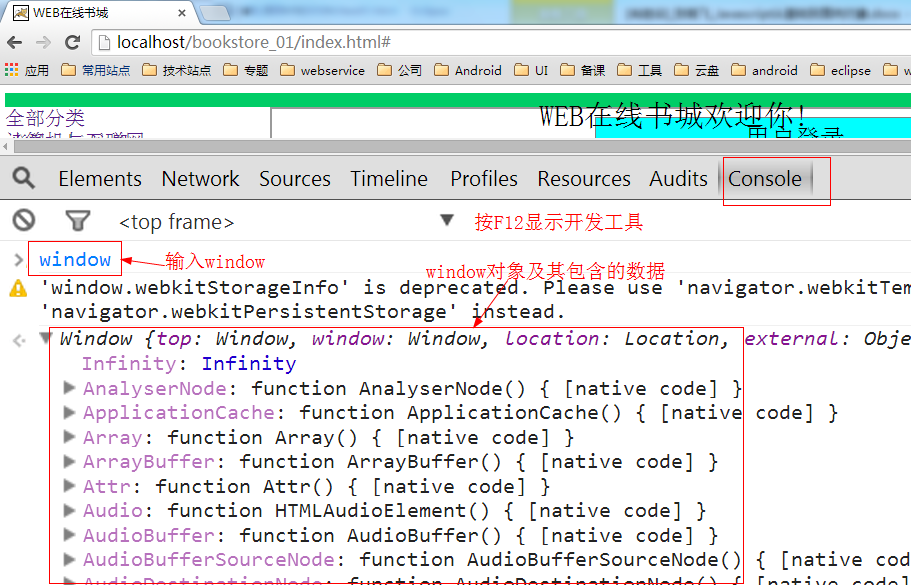 WEB在线书城
localhost/bookstore_01/index.html#
应用 常用站点 技术站点 专题 webservice 公司 Android UI 备课 工具 云盘 android eclipse w
全部分类
WEB在线书城欢迎你!
用户登录
Elements Network Sources Timeline Profiles Resources Audits Console
<top frame> 按F12显示开发工具
window 输入window
window对象及其包含的数据
'window.webkitStorageInfo' is deprecated. Please use 'navigator.webkitTem
'navigator.webkitPersistentStorage' instead.
Window {top: Window, window: Window, location: Location, external: Obje
Infinity: Infinity
AnalyserNode: function AnalyserNode() { [native code] }
ApplicationCache: function ApplicationCache() { [native code] }
Array: function Array() { [native code] }
ArrayBuffer: function ArrayBuffer() { [native code] }
Attr: function Attr() { [native code] }
Audio: function HTMLAudioElement() { [native code] }
AudioBuffer: function AudioBuffer() { [native code] }
AudioBufferSourceNode: function AudioBufferSourceNode() { [native code
AudioDestinationNode: function AudioDestinationNode() { [native code]